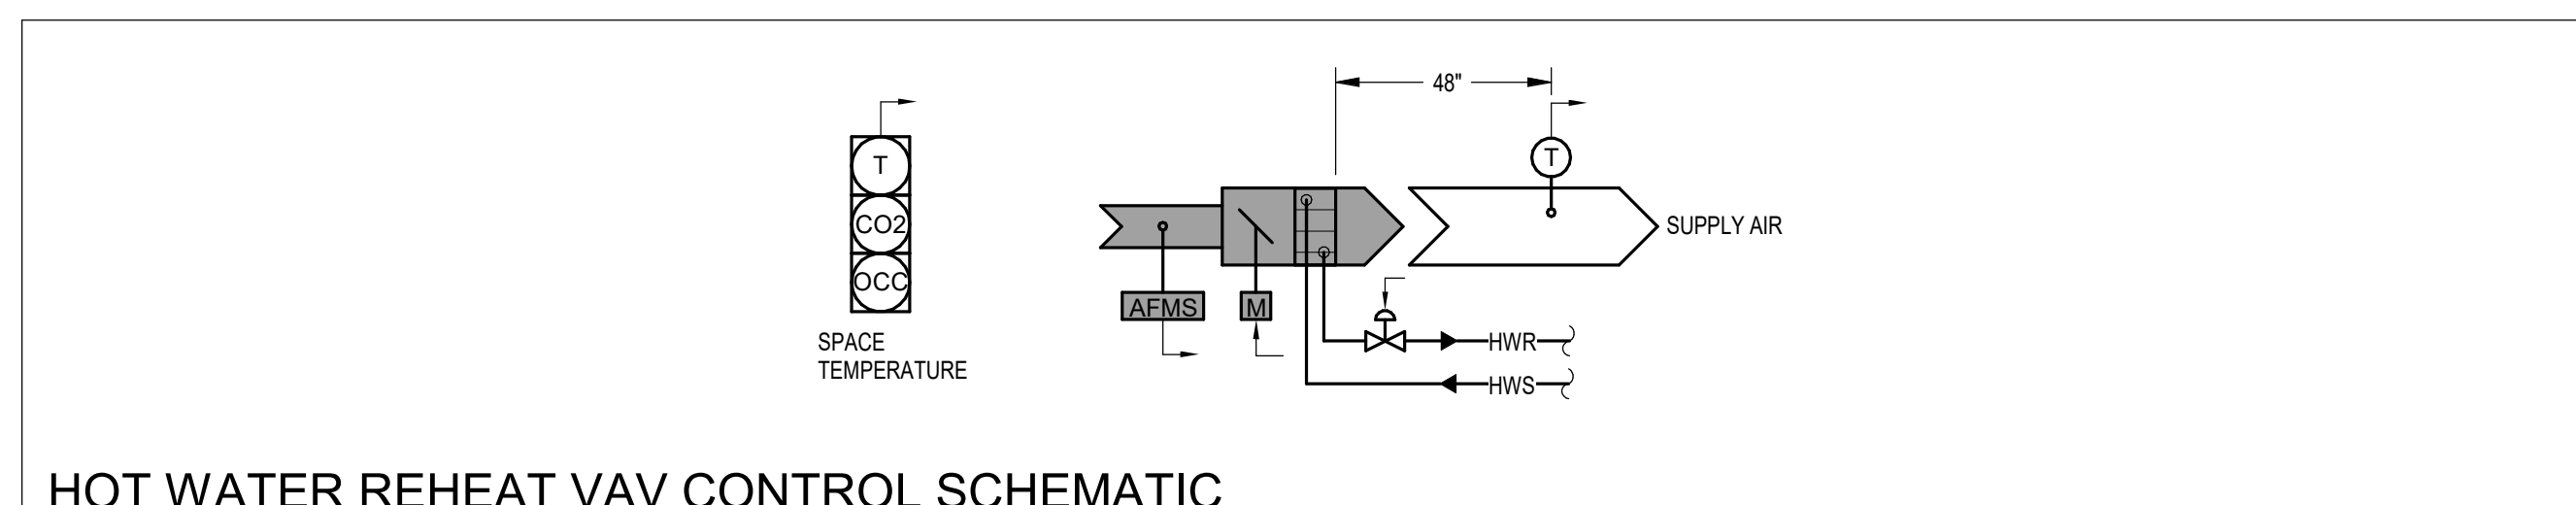 48"
T
CO2
OCC
SPACE
TEMPERATURE
T
SUPPLY AIR
AFMS
M
HWR
HWS
HOT WATER REHEAT VAV CONTROL SCHEMATIC